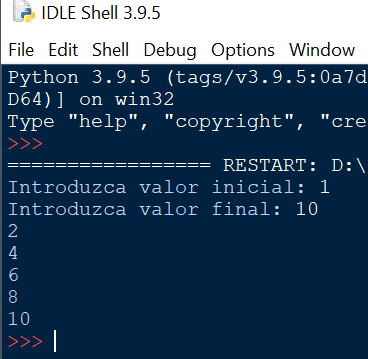 IDLE Shell 3.9.5
File Edit Shell Debug Options Window
Python 3.9.5 (tags/v3.9.5:0a7d
D64)] on win32
Type "help", "copyright", "cre
>>>
================= RESTART: D:\
Introduzca valor inicial: 1
Introduzca valor final: 10
2
4
6
8
10
>>>